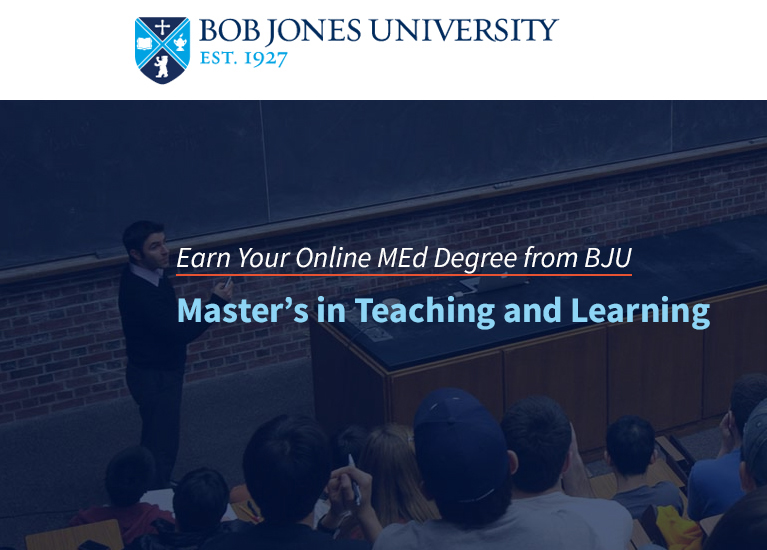 BOB JONES UNIVERSITY
EST. 1927
Earn Your Online MEd Degree from BJU
Master’s in Teaching and Learning